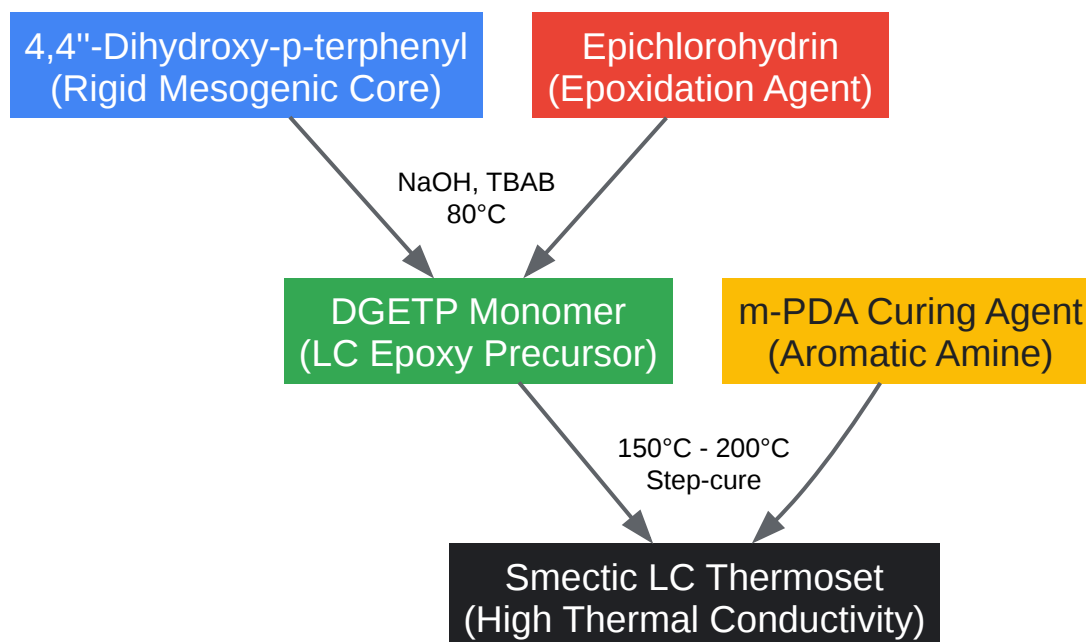 4,4''-Dihydroxy-p-terphenyl
(Rigid Mesogenic Core)
Epichlorohydrin
(Epoxidation Agent)
NaOH, TBAB
80°C
DGETP Monomer
(LC Epoxy Precursor)
m-PDA Curing Agent
(Aromatic Amine)
150°C - 200°C
Step-cure
Smectic LC Thermoset
(High Thermal Conductivity)